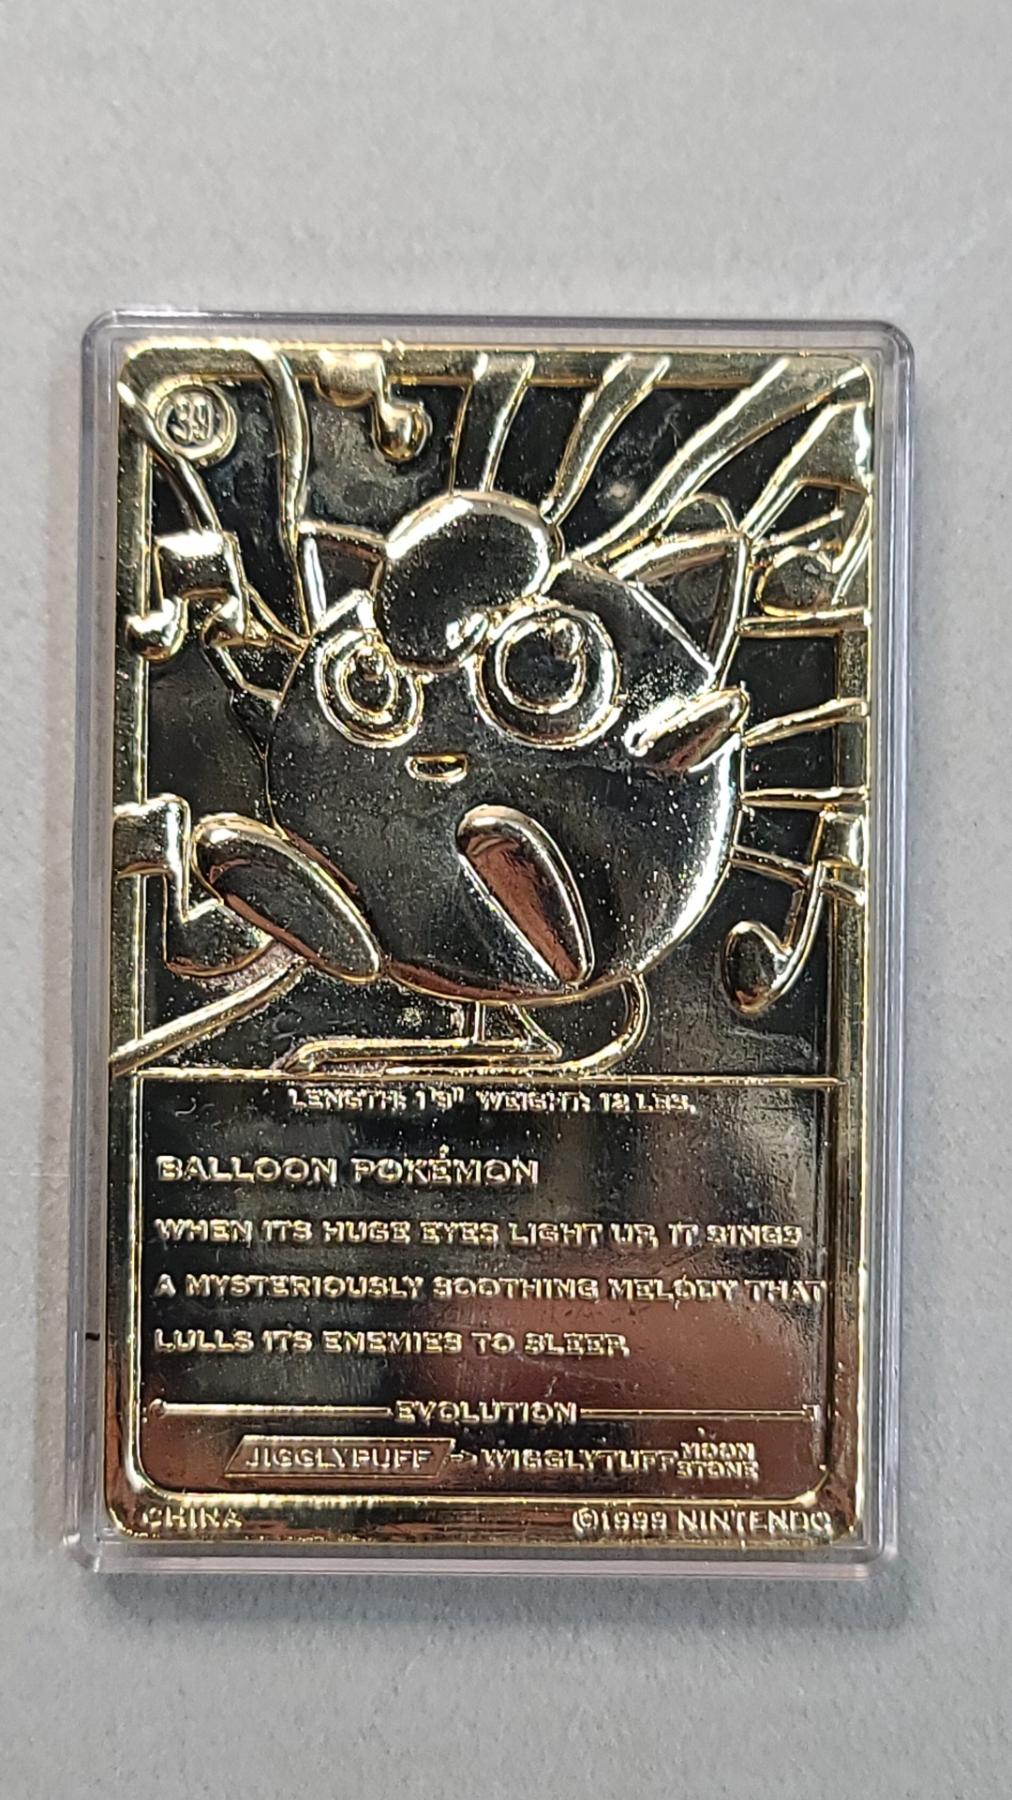 39
LENGTH: 1'9" WEIGHT: 12 LBS.
BALLOON POKÉMON
WHEN ITS HUGE EYES LIGHT UP, IT SINGS
A MYSTERIOUSLY SOOTHING MELODY THAT
LULLS ITS ENEMIES TO SLEEP.
EVOLUTION
JIGGLYPUFF -> WIGGLYTUFF MOON STONE
CHINA ©1999 NINTENDO